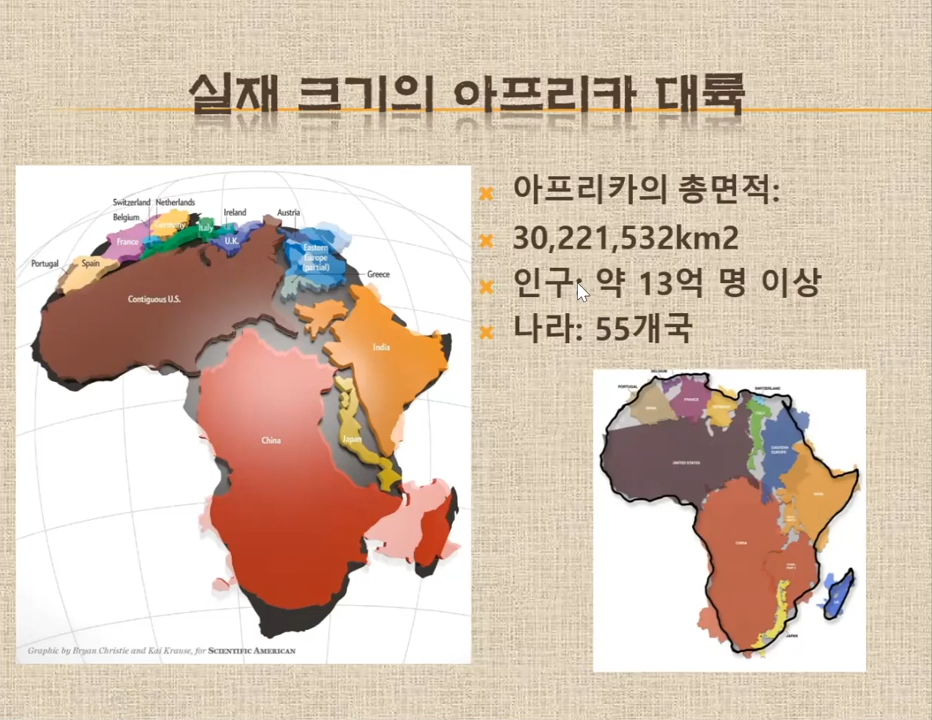 실재 크기의 아프리카 대륙
Switzerland Netherlands
Belgium
Ireland
Austria
Germany
Italy
France
U.K.
Eastern
Europe
(partial)
Portugal
Spain
Greece
Contiguous U.S.
India
China
Japan
Graphic by Bryan Christie and Kai Krause, for SCIENTIFIC AMERICAN
아프리카의 총면적:
30,221,532km2
인구: 약 13억 명 이상
나라: 55개국
BELGIUM
PORTUGAL
SWITZERLAND
SPAIN
FRANCE
GERMANY
ITALY
EASTERN
EUROPE
UNITED STATES
INDIA
CHINA
JAPAN